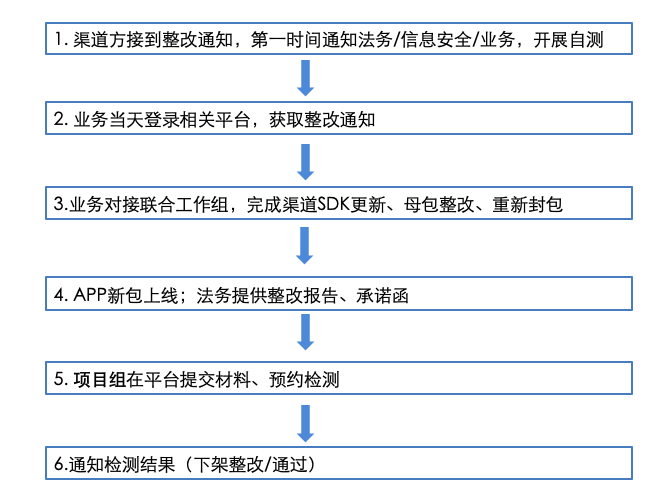 1. 渠道方接到整改通知，第一时间通知法务/信息安全/业务，开展自测
2. 业务当天登录相关平台，获取整改通知
3.业务对接联合工作组，完成渠道SDK更新、母包整改、重新封包
4. APP新包上线；法务提供整改报告、承诺函
5. 项目组在平台提交材料、预约检测
6.通知检测结果（下架整改/通过）